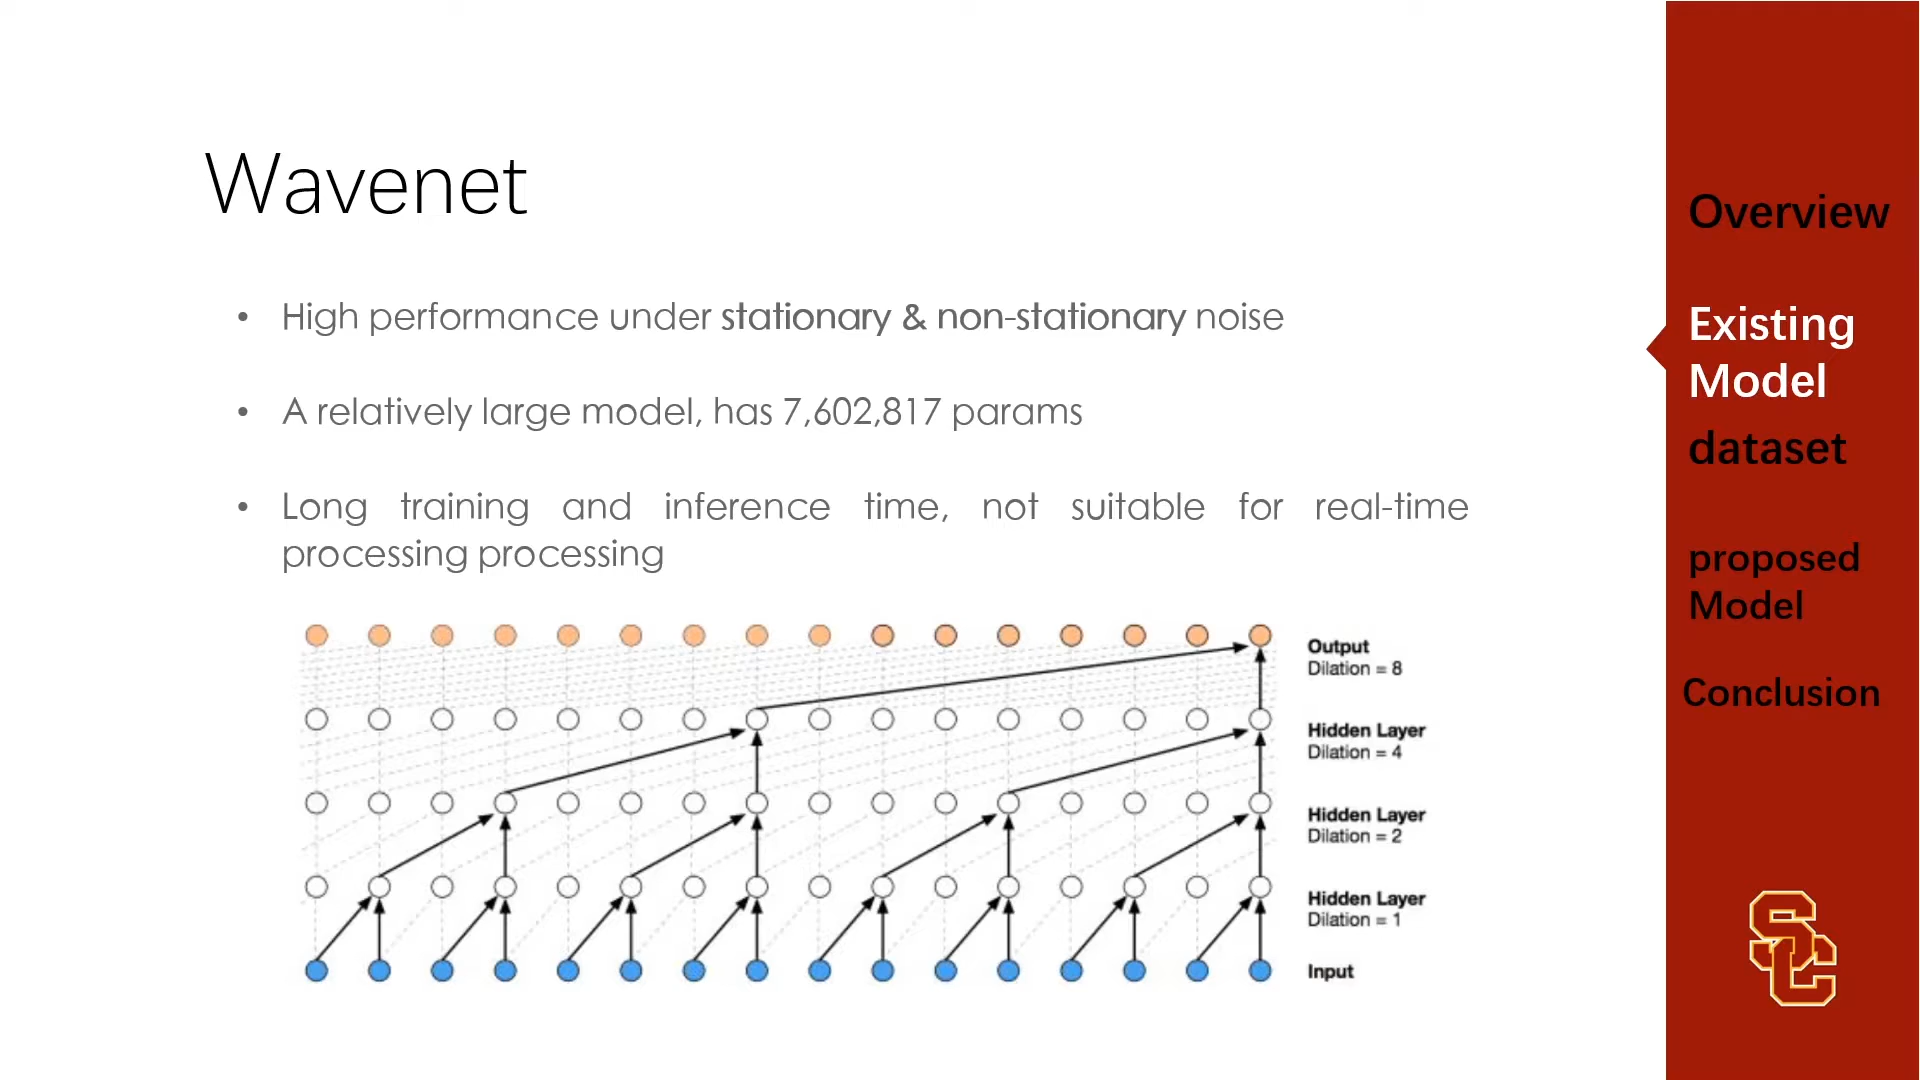 Wavenet
• High performance under stationary & non-stationary noise
• A relatively large model, has 7,602,817 params
• Long training and inference time, not suitable for real-time
processing processing
Output
Dilation = 8
Hidden Layer
Dilation = 4
Hidden Layer
Dilation = 2
Hidden Layer
Dilation = 1
Input
Overview
Existing
Model
dataset
proposed
Model
Conclusion
SC